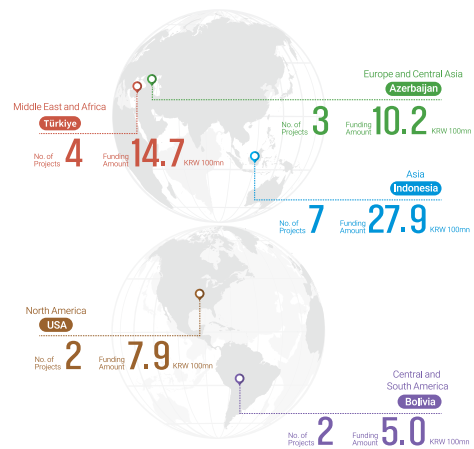 Europe and Central Asia
Azerbaijan
No. of Projects 3 Funding Amount 10.2 KRW 100mn
Middle East and Africa
Türkiye
No. of Projects 4 Funding Amount 14.7 KRW 100mn
Asia
Indonesia
No. of Projects 7 Funding Amount 27.9 KRW 100mn
North America
USA
No. of Projects 2 Funding Amount 7.9 KRW 100mn
Central and
South America
Bolivia
No. of Projects 2 Funding Amount 5.0 KRW 100mn